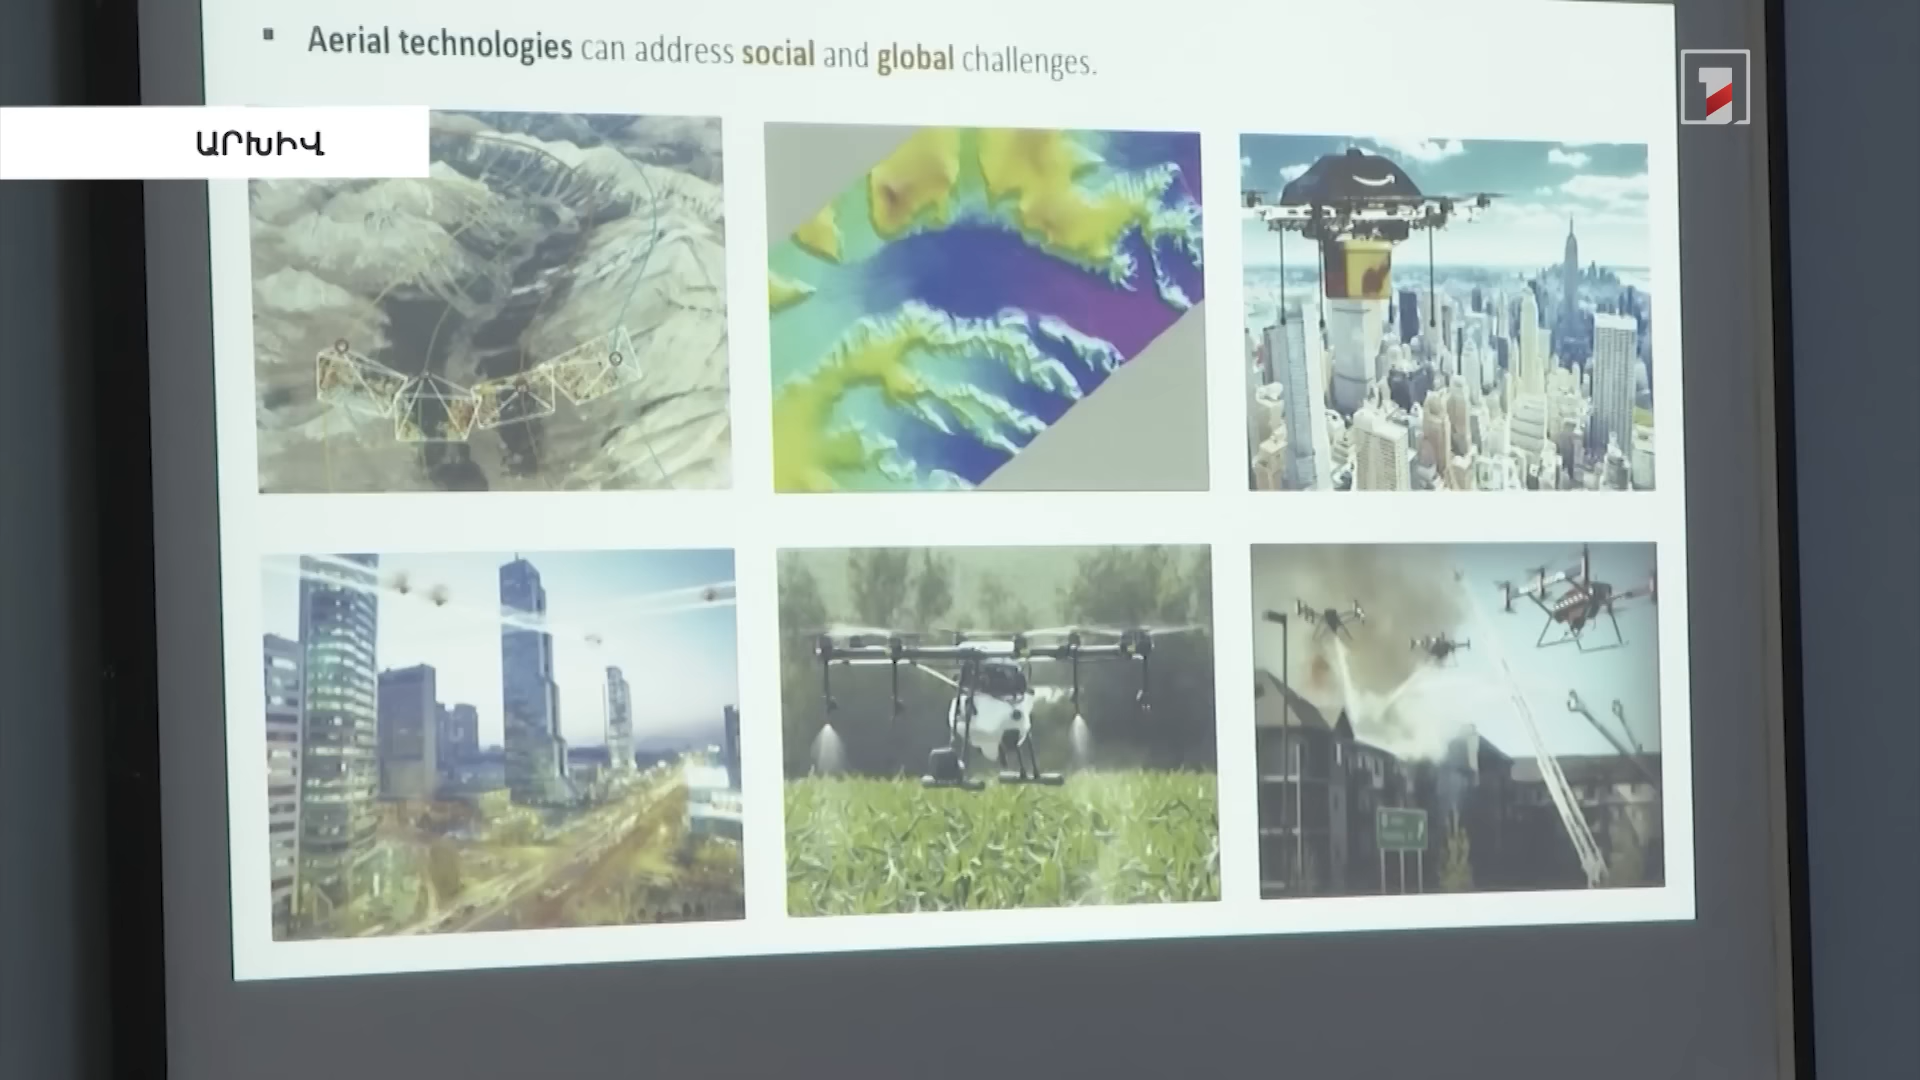 Aerial technologies can address social and global challenges.
ԱՐԽԻՎ